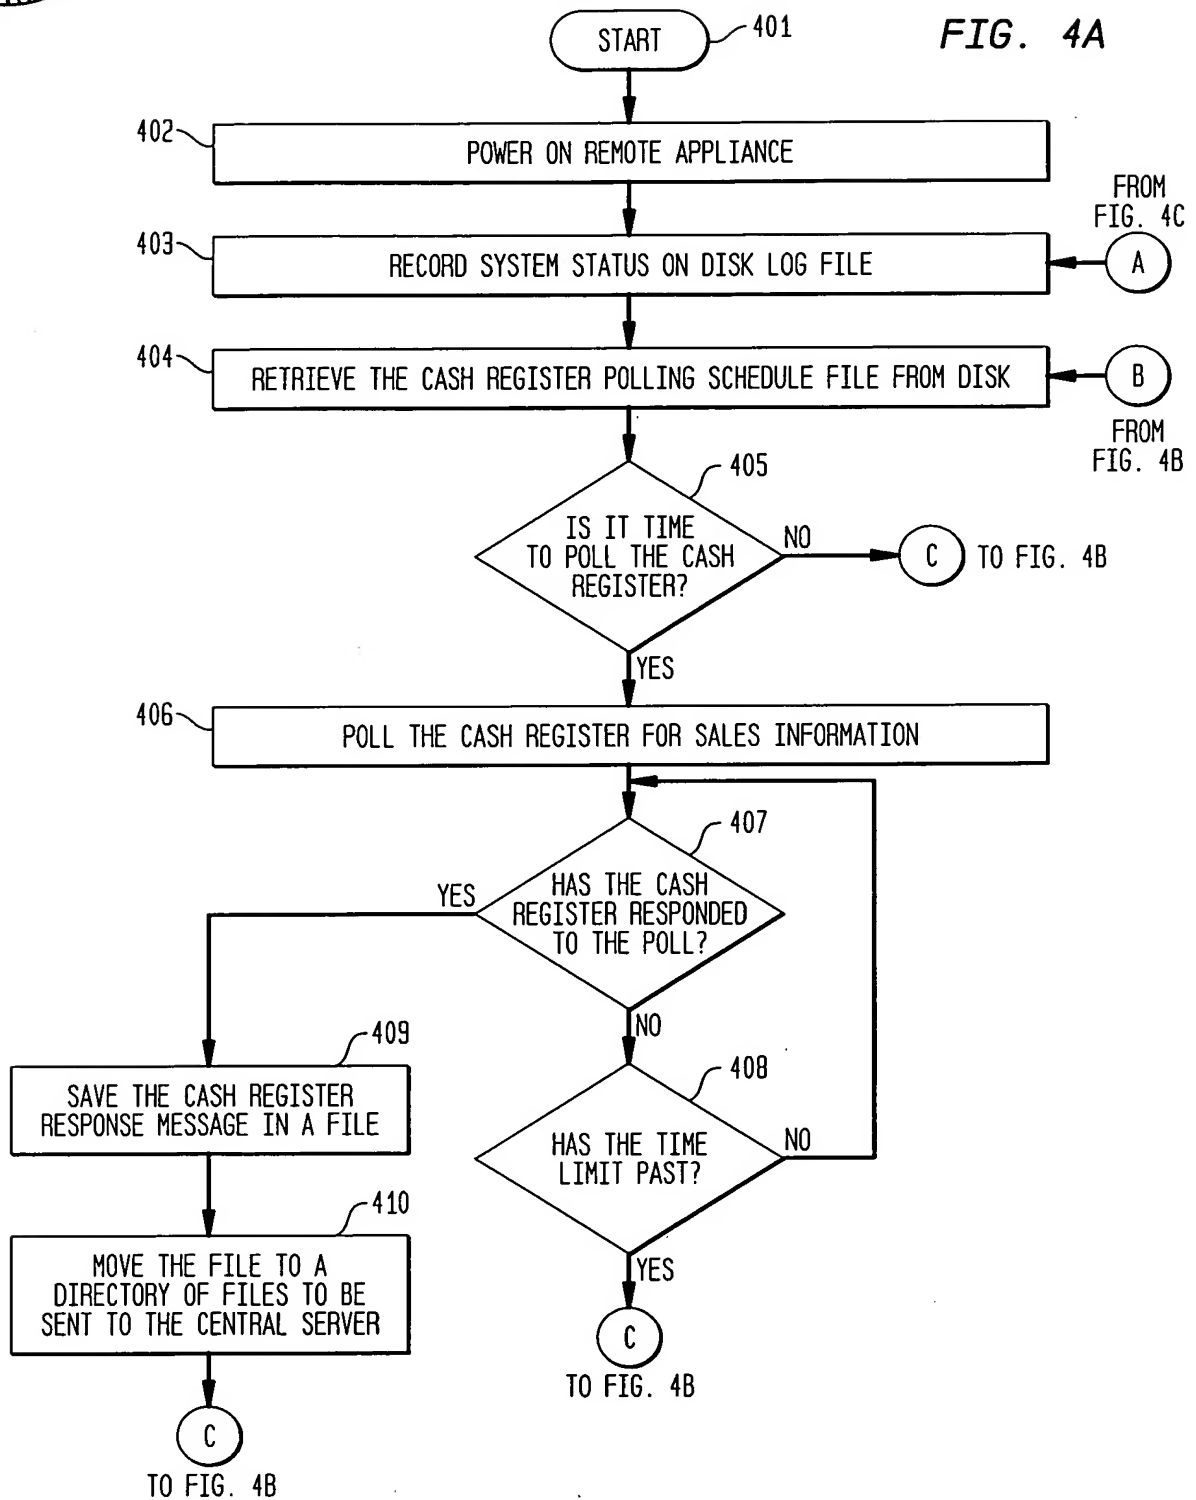 FIG. 4A
START
401
402
POWER ON REMOTE APPLIANCE
FROM
FIG. 4C
403
RECORD SYSTEM STATUS ON DISK LOG FILE
A
404
RETRIEVE THE CASH REGISTER POLLING SCHEDULE FILE FROM DISK
B
FROM
FIG. 4B
405
IS IT TIME
TO POLL THE CASH
REGISTER?
NO
C
TO FIG. 4B
YES
406
POLL THE CASH REGISTER FOR SALES INFORMATION
407
HAS THE CASH
REGISTER RESPONDED
TO THE POLL?
YES
NO
409
SAVE THE CASH REGISTER
RESPONSE MESSAGE IN A FILE
408
HAS THE TIME
LIMIT PAST?
NO
YES
410
MOVE THE FILE TO A
DIRECTORY OF FILES TO BE
SENT TO THE CENTRAL SERVER
C
TO FIG. 4B
C
TO FIG. 4B